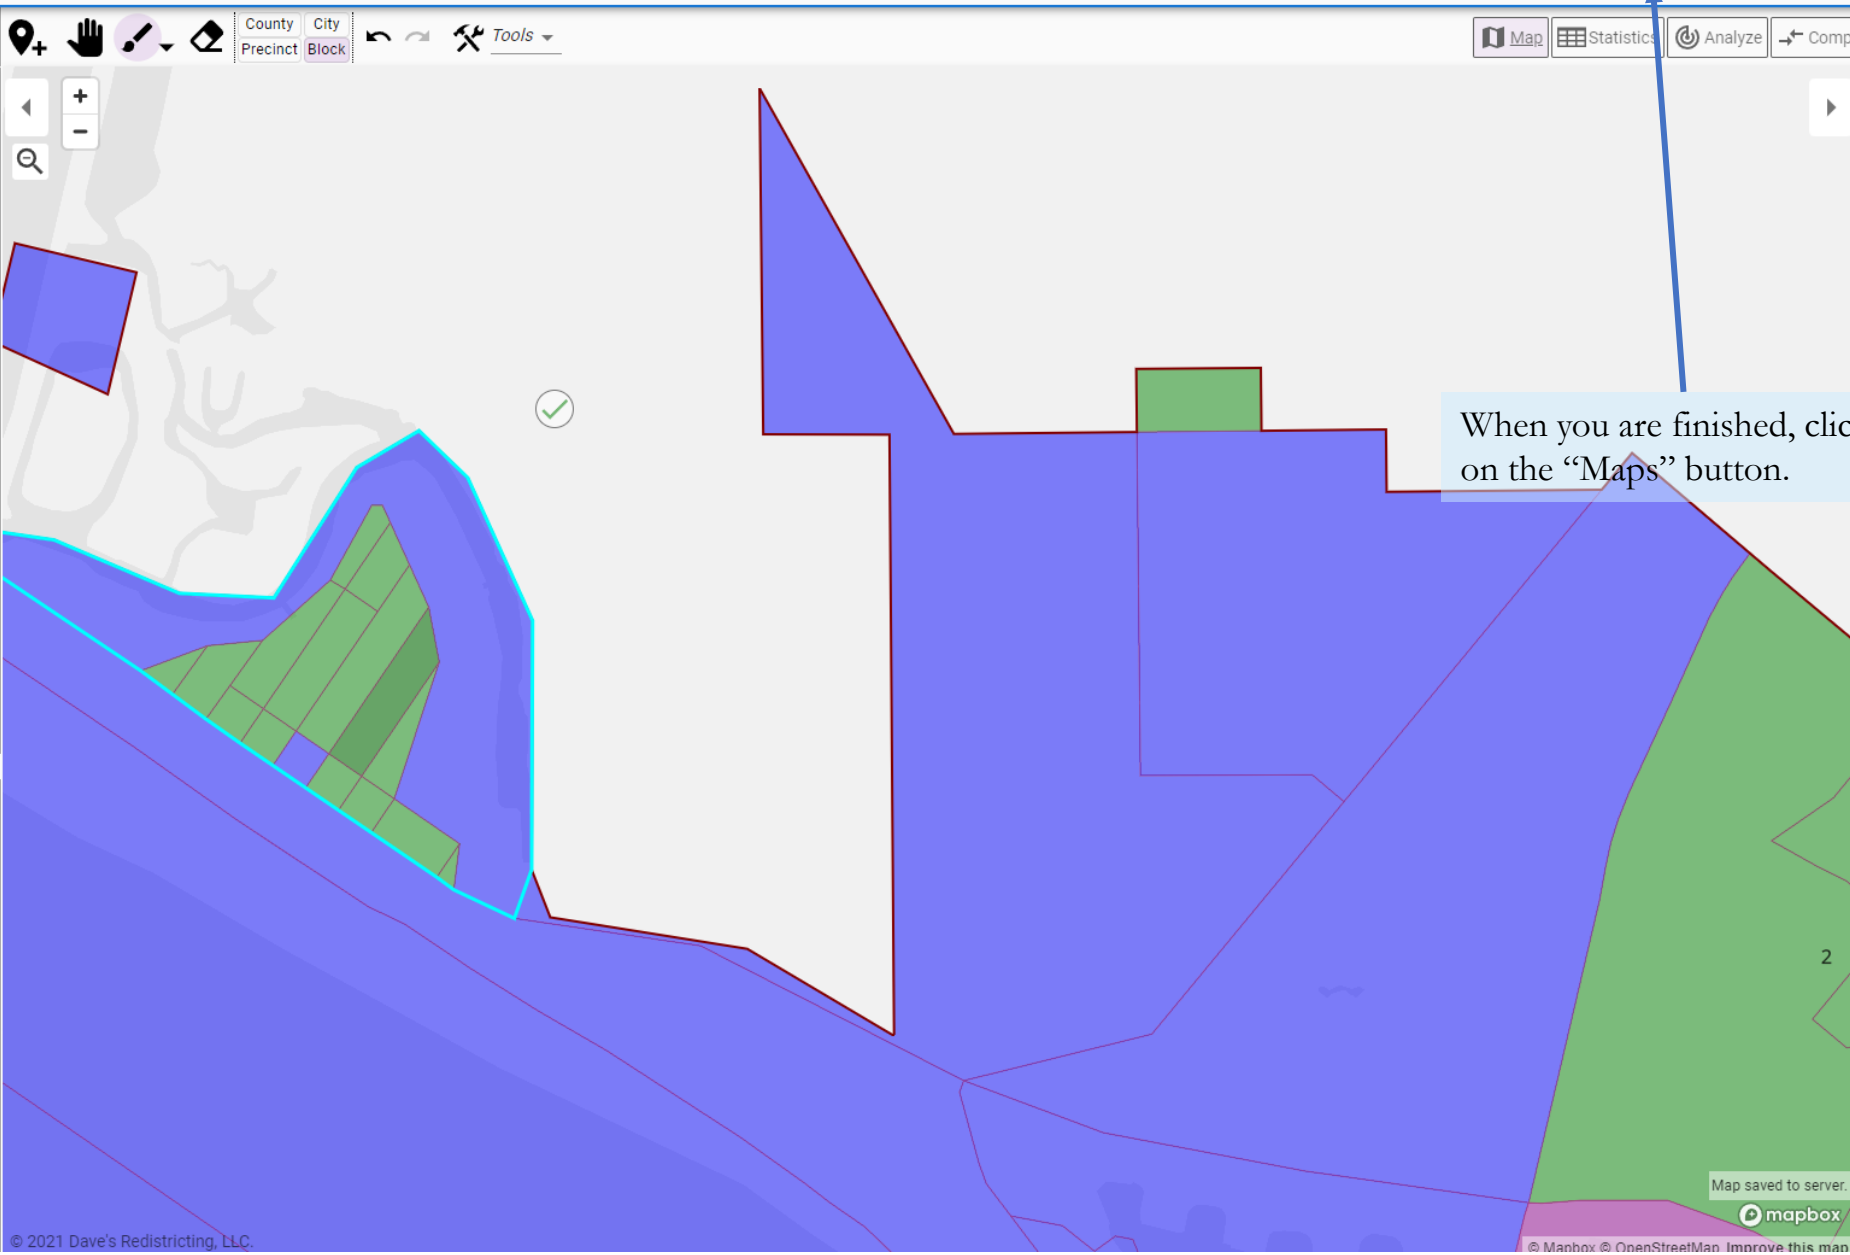 County City
Precinct Block
Tools
Map Statistics Analyze Comp
+
−
When you are finished, clic
on the “Maps” button.
2
Map saved to server.
mapbox
© 2021 Dave's Redistricting, LLC.
© Mapbox © OpenStreetMap Improve this map